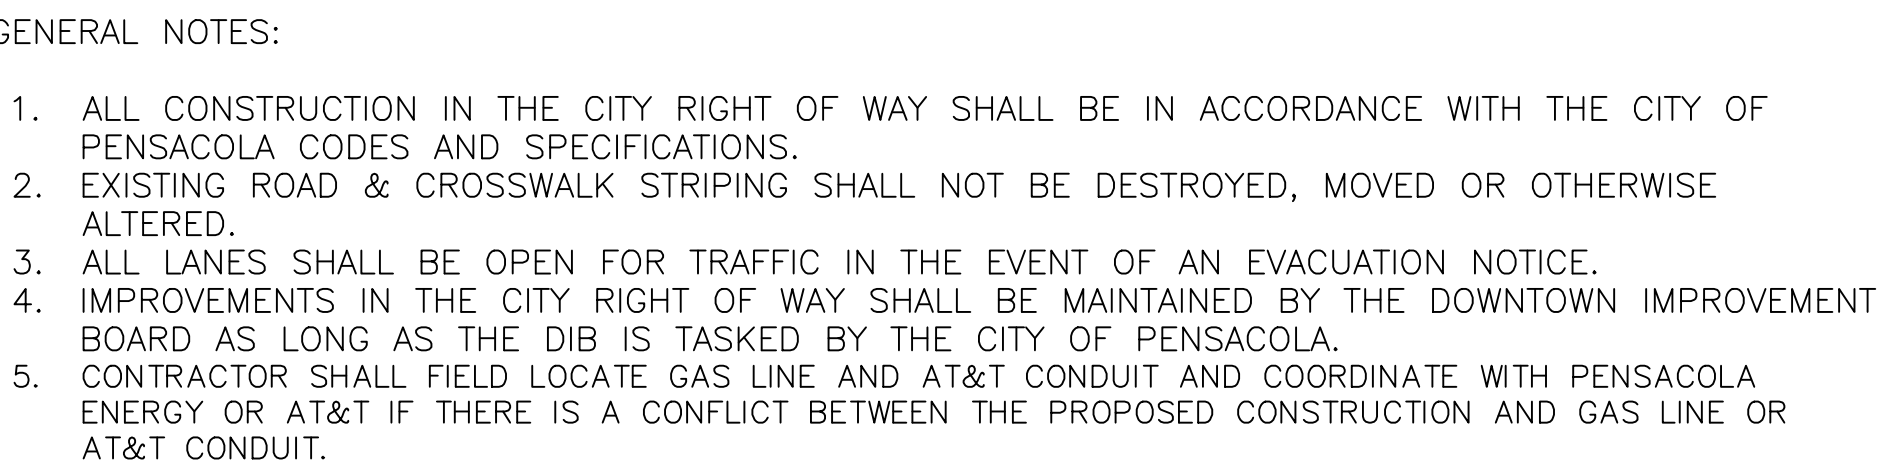 GENERAL NOTES:
1. ALL CONSTRUCTION IN THE CITY RIGHT OF WAY SHALL BE IN ACCORDANCE WITH THE CITY OF
PENSACOLA CODES AND SPECIFICATIONS.
2. EXISTING ROAD & CROSSWALK STRIPING SHALL NOT BE DESTROYED, MOVED OR OTHERWISE
ALTERED.
3. ALL LANES SHALL BE OPEN FOR TRAFFIC IN THE EVENT OF AN EVACUATION NOTICE.
4. IMPROVEMENTS IN THE CITY RIGHT OF WAY SHALL BE MAINTAINED BY THE DOWNTOWN IMPROVEMENT
BOARD AS LONG AS THE DIB IS TASKED BY THE CITY OF PENSACOLA.
5. CONTRACTOR SHALL FIELD LOCATE GAS LINE AND AT&T CONDUIT AND COORDINATE WITH PENSACOLA
ENERGY OR AT&T IF THERE IS A CONFLICT BETWEEN THE PROPOSED CONSTRUCTION AND GAS LINE OR
AT&T CONDUIT.